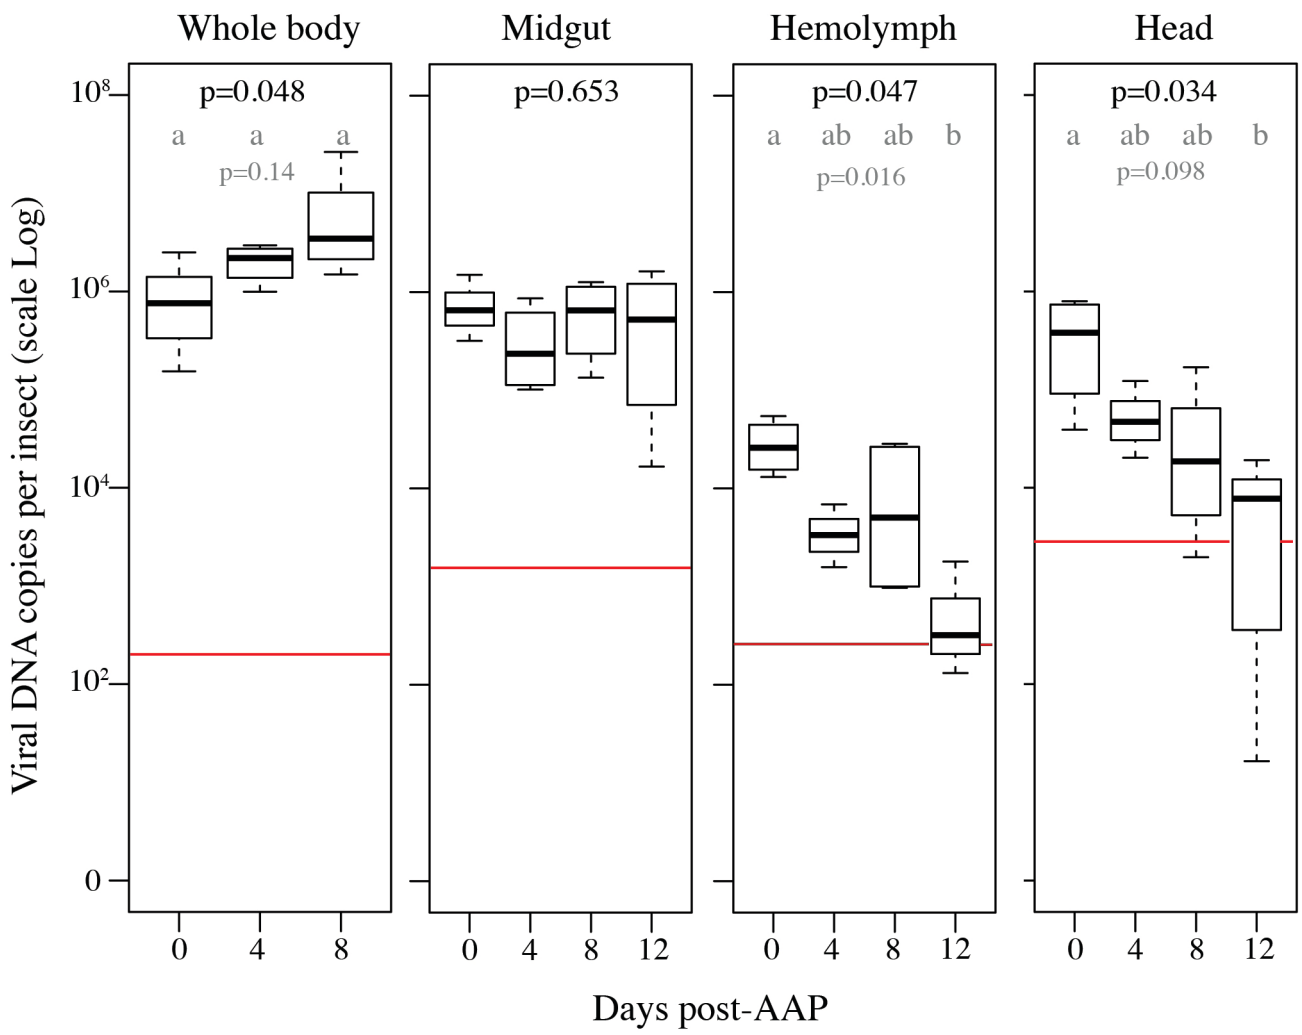 Whole body Midgut Hemolymph Head
p=0.048 p=0.653 p=0.047 p=0.034
a a a a ab ab b a ab ab b
p=0.14 p=0.016 p=0.098
10⁸
10⁶
10⁴
10²
0
Viral DNA copies per insect (scale Log)
0 4 8 0 4 8 12 0 4 8 12 0 4 8 12
Days post-AAP